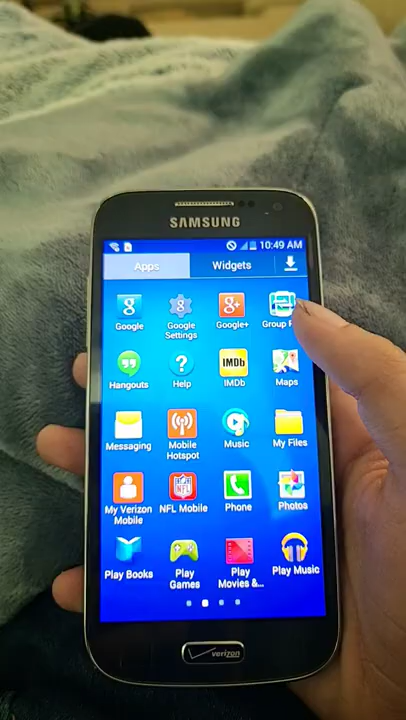 SAMSUNG
10:49 AM
Apps Widgets
Google Google Settings Google+ Group
Hangouts Help IMDb Maps
IMDb
Messaging Mobile Hotspot Music My Files
My Verizon Mobile NFL Mobile Phone Photos
Play Books Play Games Play Movies &... Play Music
verizon